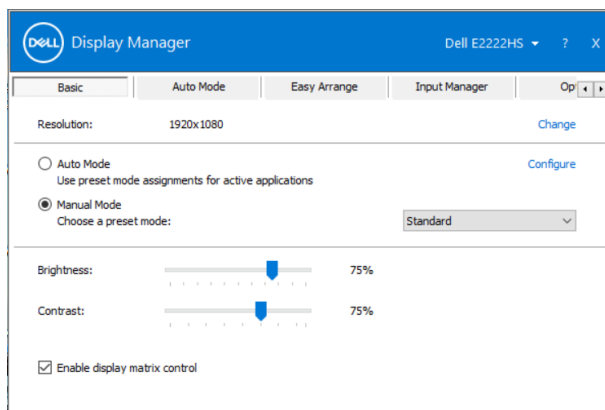 DELL Display Manager Dell E2222HS ? X
Basic Auto Mode Easy Arrange Input Manager
Resolution: 1920x1080 Change
Auto Mode Configure
Use preset mode assignments for active applications
Manual Mode
Choose a preset mode: Standard
Brightness: 75%
Contrast: 75%
Enable display matrix control